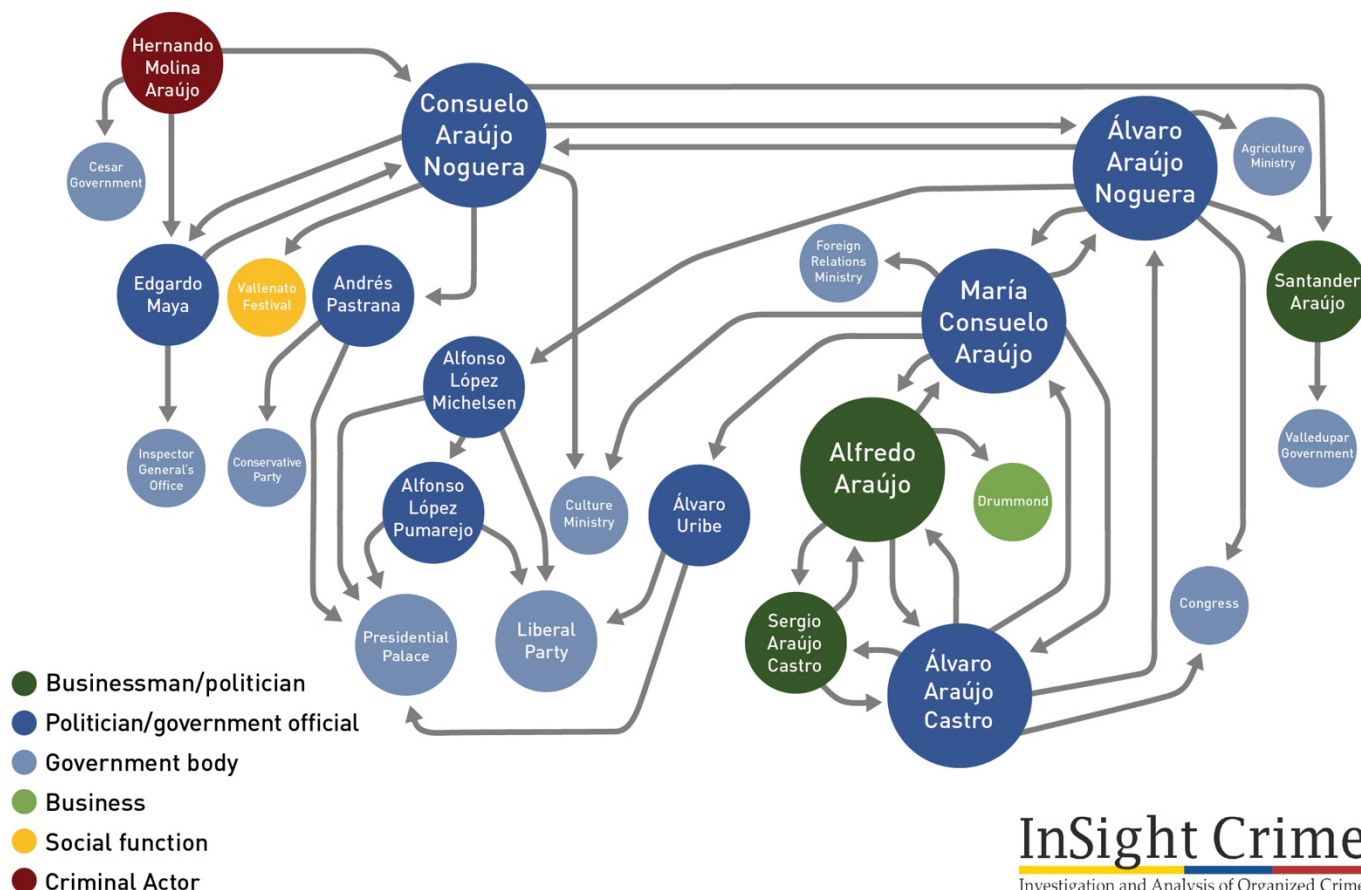 Hernando
Molina
Araújo
Consuelo
Araújo
Noguera
Álvaro
Araújo
Noguera
Agriculture
Ministry
Cesar
Government
Edgardo
Maya
Vallenato
Festival
Andrés
Pastrana
Foreign
Relations
Ministry
María
Consuelo
Araújo
Santander
Araújo
Alfonso
López
Michelsen
Inspector
General's
Office
Conservative
Party
Alfonso
López
Pumarejo
Culture
Ministry
Álvaro
Uribe
Alfredo
Araújo
Drummond
Valledupar
Government
Presidential
Palace
Liberal
Party
Sergio
Araújo
Castro
Álvaro
Araújo
Castro
Congress
Businessman/politician
Politician/government official
Government body
Business
Social function
Criminal Actor
InSight Crime
Investigation and Analysis of Organized Crime